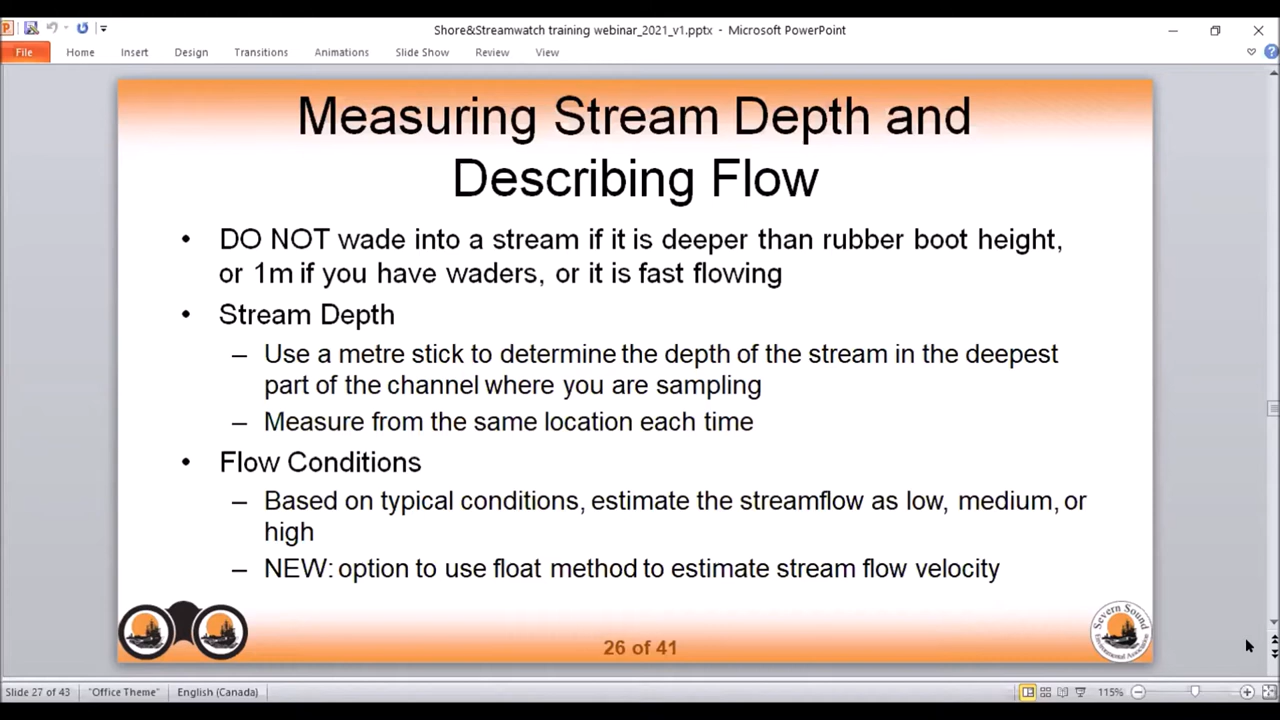 Shore&Streamwatch training webinar_2021_v1.pptx - Microsoft PowerPoint
File Home Insert Design Transitions Animations Slide Show Review View
Measuring Stream Depth and
Describing Flow
• DO NOT wade into a stream if it is deeper than rubber boot height,
or 1m if you have waders, or it is fast flowing
• Stream Depth
– Use a metre stick to determine the depth of the stream in the deepest
part of the channel where you are sampling
– Measure from the same location each time
• Flow Conditions
– Based on typical conditions, estimate the streamflow as low, medium, or
high
– NEW: option to use float method to estimate stream flow velocity
26 of 41
Severn Sound
Environmental Association
Slide 27 of 43 "Office Theme" English (Canada) 115%